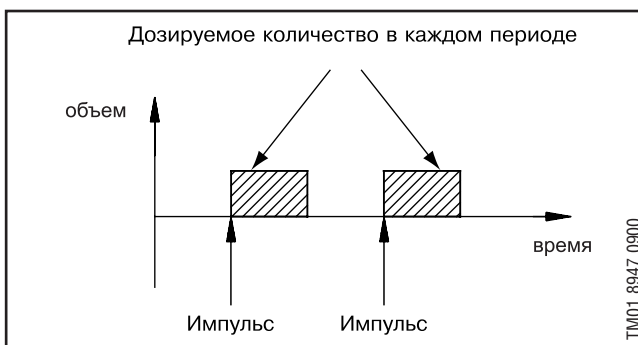 Дозируемое количество в каждом периоде
объем
время
Импульс Импульс
TM01 8947 0900